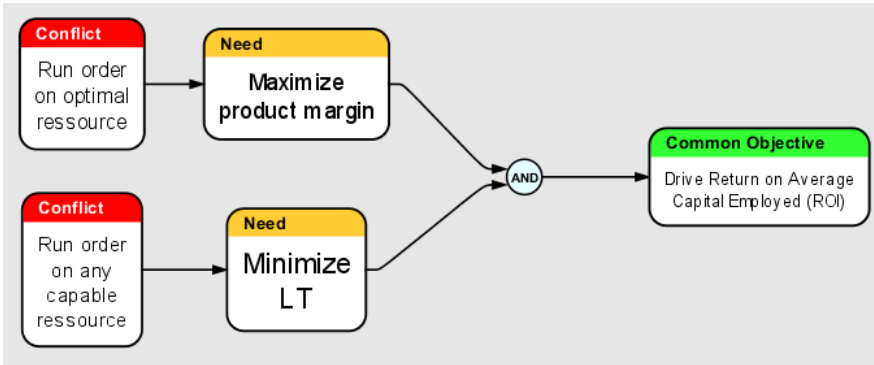 Conflict
Run order
on optimal
ressource
Need
Maximize
product margin
Conflict
Run order
on any
capable
ressource
Need
Minimize
LT
AND
Common Objective
Drive Return on Average
Capital Employed (ROI)